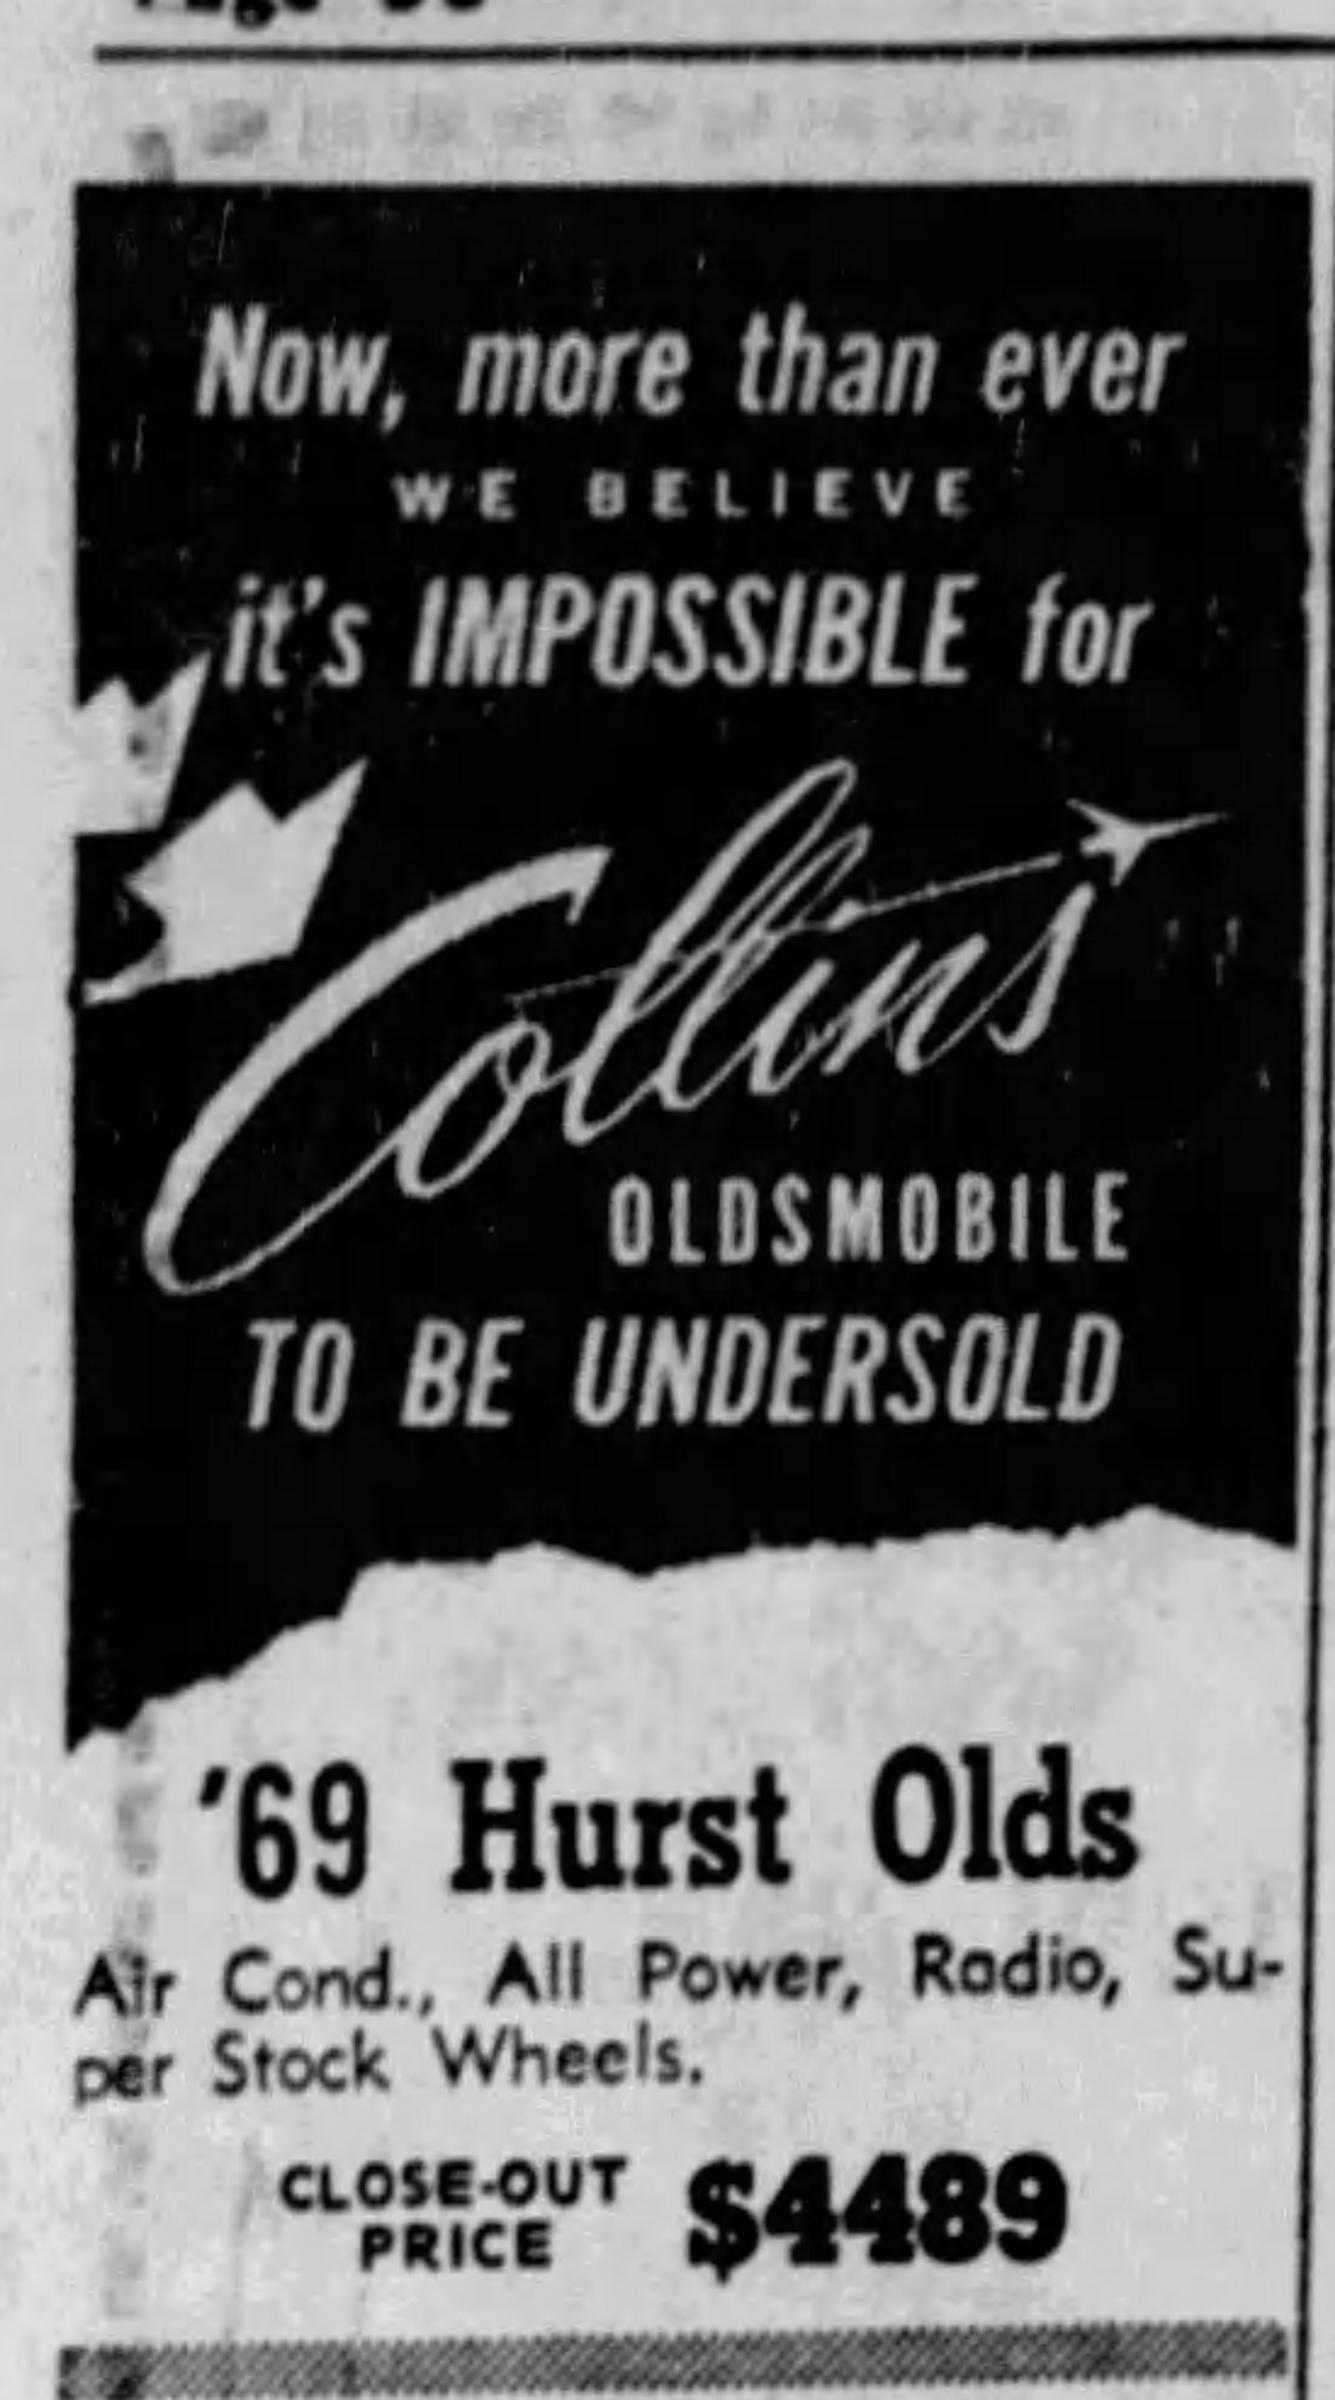 Now, more than ever
WE BELIEVE
it's IMPOSSIBLE for
Collins
OLDSMOBILE
TO BE UNDERSOLD
'69 Hurst Olds
Air Cond., All Power, Radio, Su-
per Stock Wheels.
CLOSE-OUT
PRICE
$4489